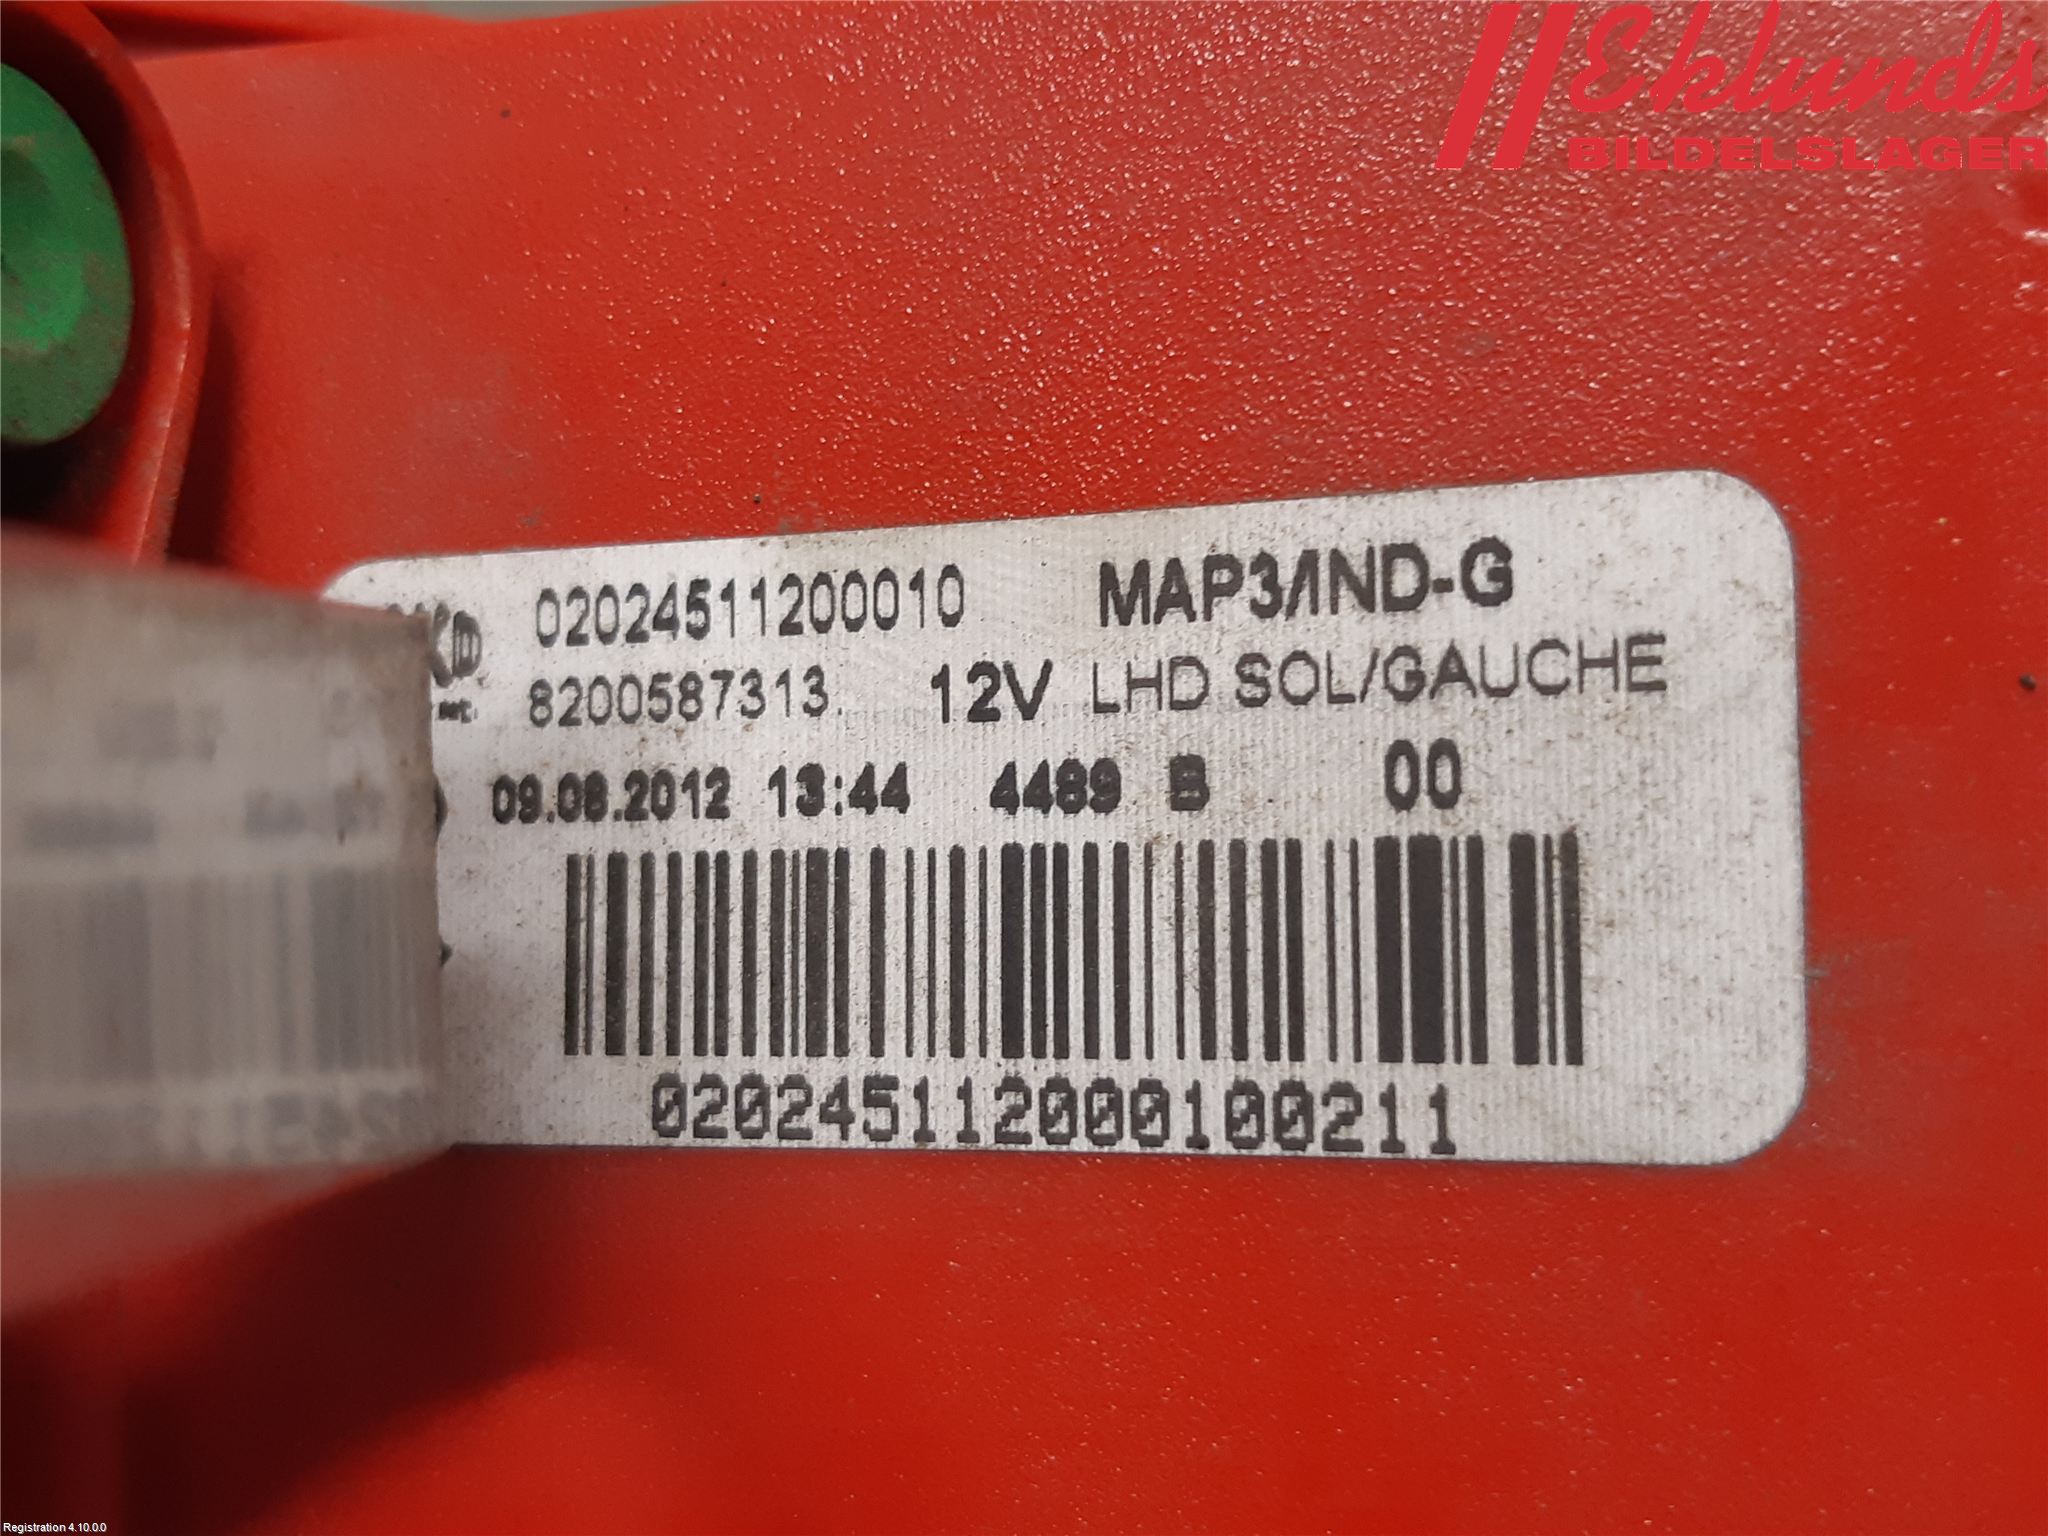 Eklunds
BILDELSLAGER
02024511200010 MAP3/IND-G
8200587313. 12V LHD SOL/GAUCHE
09.08.2012 13:44 4489 B 00
02024511200010​0211
Registration 4.10.0.0